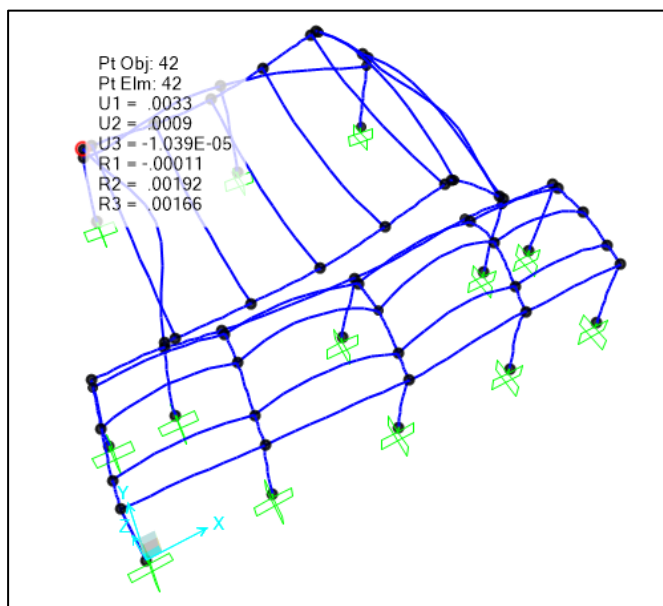 Pt Obj: 42
Pt Elm: 42
U1 = .0033
U2 = .0009
U3 = -1.039E-05
R1 = -.00011
R2 = .00192
R3 = .00166
Y
Z
X